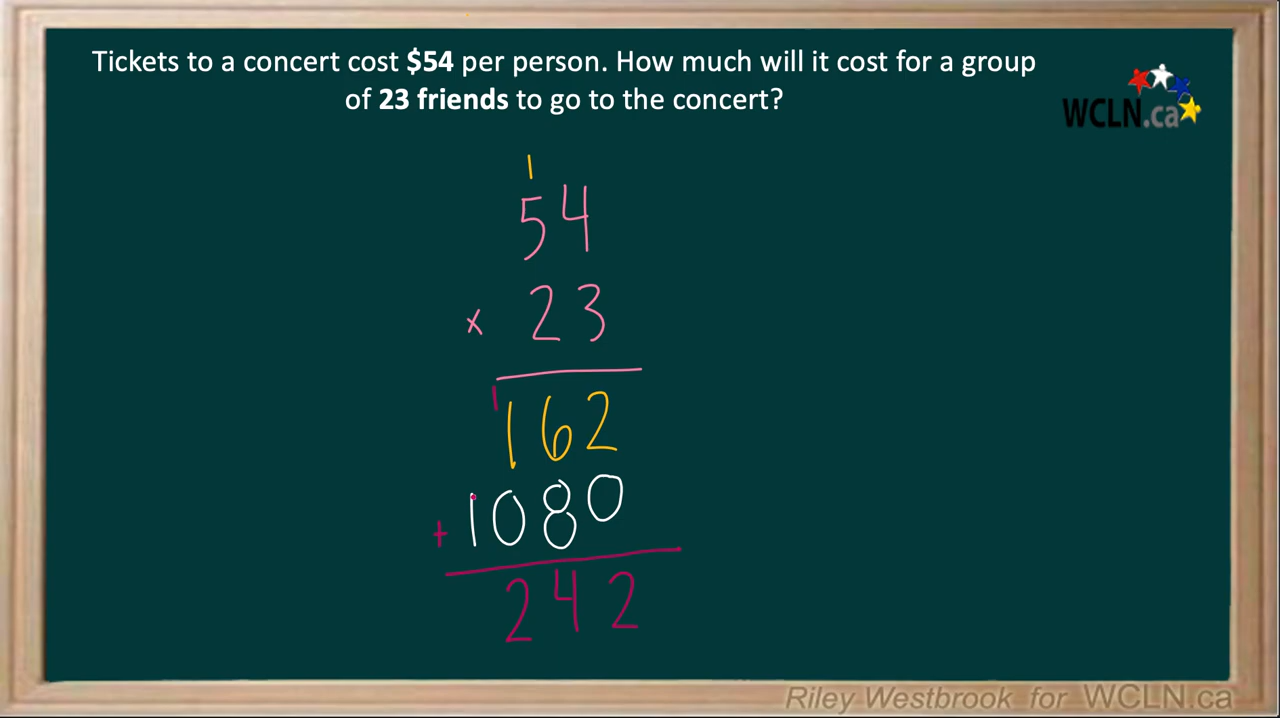 Tickets to a concert cost $54 per person. How much will it cost for a group
of 23 friends to go to the concert?
WCLN.ca
1
54
x 23
1
162
+ 1080
242
Riley Westbrook for WCLN.ca